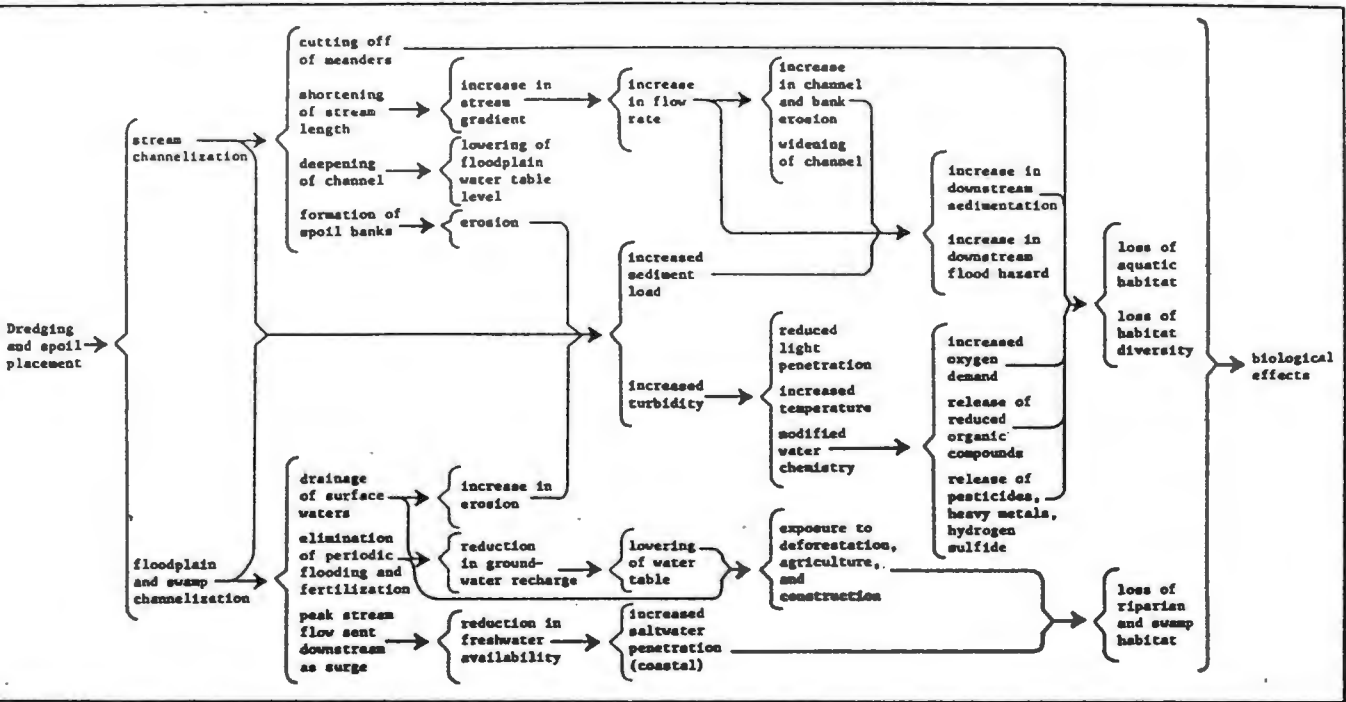 Dredging
and spoil
placement
stream
channelization
floodplain
and swamp
channelization
cutting off
of meanders
shortening
of stream
length
deepening
of channel
formation of
spoil banks
drainage
of surface
waters
elimination
of periodic
flooding and
fertilization
peak stream
flow sent
downstream
as surge
increase in
stream
gradient
lowering of
floodplain
water table
level
erosion
increase in
erosion
reduction
in ground-
water recharge
reduction in
freshwater
availability
increase
in flow
rate
increased
sediment
load
increased
turbidity
lowering
of water
table
increased
saltwater
penetration
(coastal)
increase
in channel
and bank
erosion
widening
of channel
reduced
light
penetration
increased
temperature
modified
water
chemistry
exposure to
deforestation,
agriculture,
and
construction
increase in
downstream
sedimentation
increase in
downstream
flood hazard
increased
oxygen
demand
release of
reduced
organic
compounds
release of
pesticides,
heavy metals,
hydrogen
sulfide
loss of
aquatic
habitat
loss of
habitat
diversity
loss of
riparian
and swamp
habitat
biological
effects